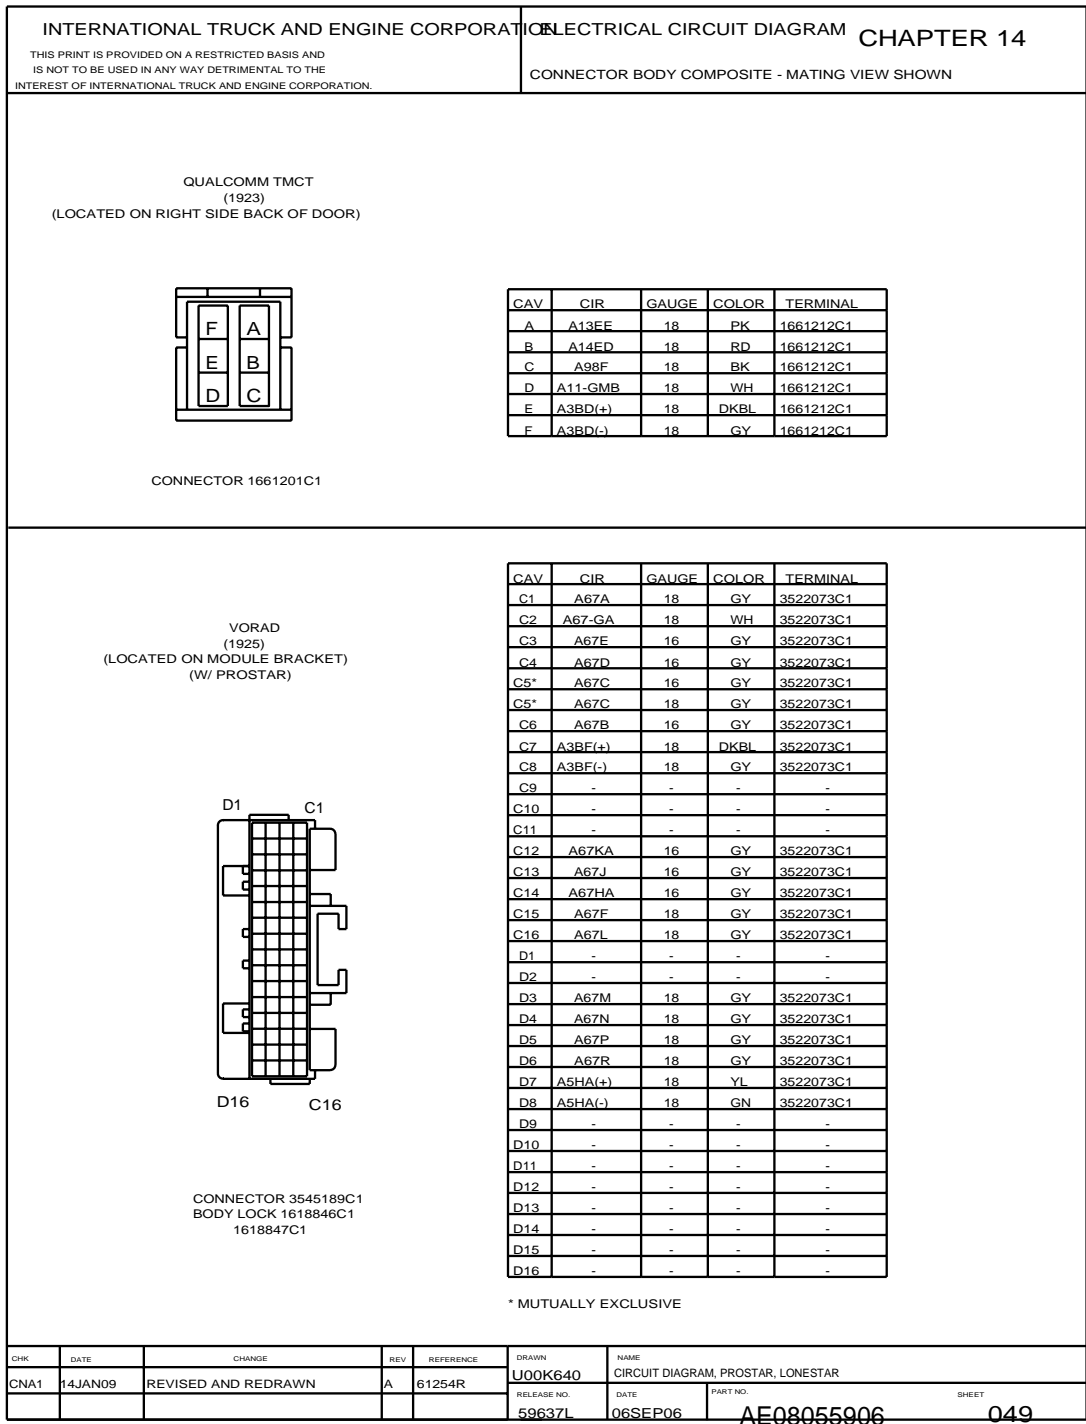 INTERNATIONAL TRUCK AND ENGINE CORPORATION
THIS PRINT IS PROVIDED ON A RESTRICTED BASIS AND
IS NOT TO BE USED IN ANY WAY DETRIMENTAL TO THE
INTEREST OF INTERNATIONAL TRUCK AND ENGINE CORPORATION.
ELECTRICAL CIRCUIT DIAGRAM CHAPTER 14
CONNECTOR BODY COMPOSITE - MATING VIEW SHOWN
QUALCOMM TMCT
(1923)
(LOCATED ON RIGHT SIDE BACK OF DOOR)
F A
E B
D C
CONNECTOR 1661201C1
CAV CIR GAUGE COLOR TERMINAL
A A13EE 18 PK 1661212C1
B A14ED 18 RD 1661212C1
C A98F 18 BK 1661212C1
D A11-GMB 18 WH 1661212C1
E A3BD(+) 18 DKBL 1661212C1
F A3BD(-) 18 GY 1661212C1
VORAD
(1925)
(LOCATED ON MODULE BRACKET)
(W/ PROSTAR)
D1 C1
D16 C16
CONNECTOR 3545189C1
BODY LOCK 1618846C1
1618847C1
CAV CIR GAUGE COLOR TERMINAL
C1 A67A 18 GY 3522073C1
C2 A67-GA 18 WH 3522073C1
C3 A67E 16 GY 3522073C1
C4 A67D 16 GY 3522073C1
C5* A67C 16 GY 3522073C1
C5* A67C 18 GY 3522073C1
C6 A67B 16 GY 3522073C1
C7 A3BF(+) 18 DKBL 3522073C1
C8 A3BF(-) 18 GY 3522073C1
C9 - - - -
C10 - - - -
C11 - - - -
C12 A67KA 16 GY 3522073C1
C13 A67J 16 GY 3522073C1
C14 A67HA 16 GY 3522073C1
C15 A67F 18 GY 3522073C1
C16 A67L 18 GY 3522073C1
D1 - - - -
D2 - - - -
D3 A67M 18 GY 3522073C1
D4 A67N 18 GY 3522073C1
D5 A67P 18 GY 3522073C1
D6 A67R 18 GY 3522073C1
D7 A5HA(+) 18 YL 3522073C1
D8 A5HA(-) 18 GN 3522073C1
D9 - - - -
D10 - - - -
D11 - - - -
D12 - - - -
D13 - - - -
D14 - - - -
D15 - - - -
D16 - - - -
* MUTUALLY EXCLUSIVE
CHK DATE CHANGE REV REFERENCE
CNA1 14JAN09 REVISED AND REDRAWN A 61254R
DRAWN NAME
U00K640 CIRCUIT DIAGRAM, PROSTAR, LONESTAR
RELEASE NO. DATE PART NO. SHEET
59637L 06SEP06 AE08055906 049